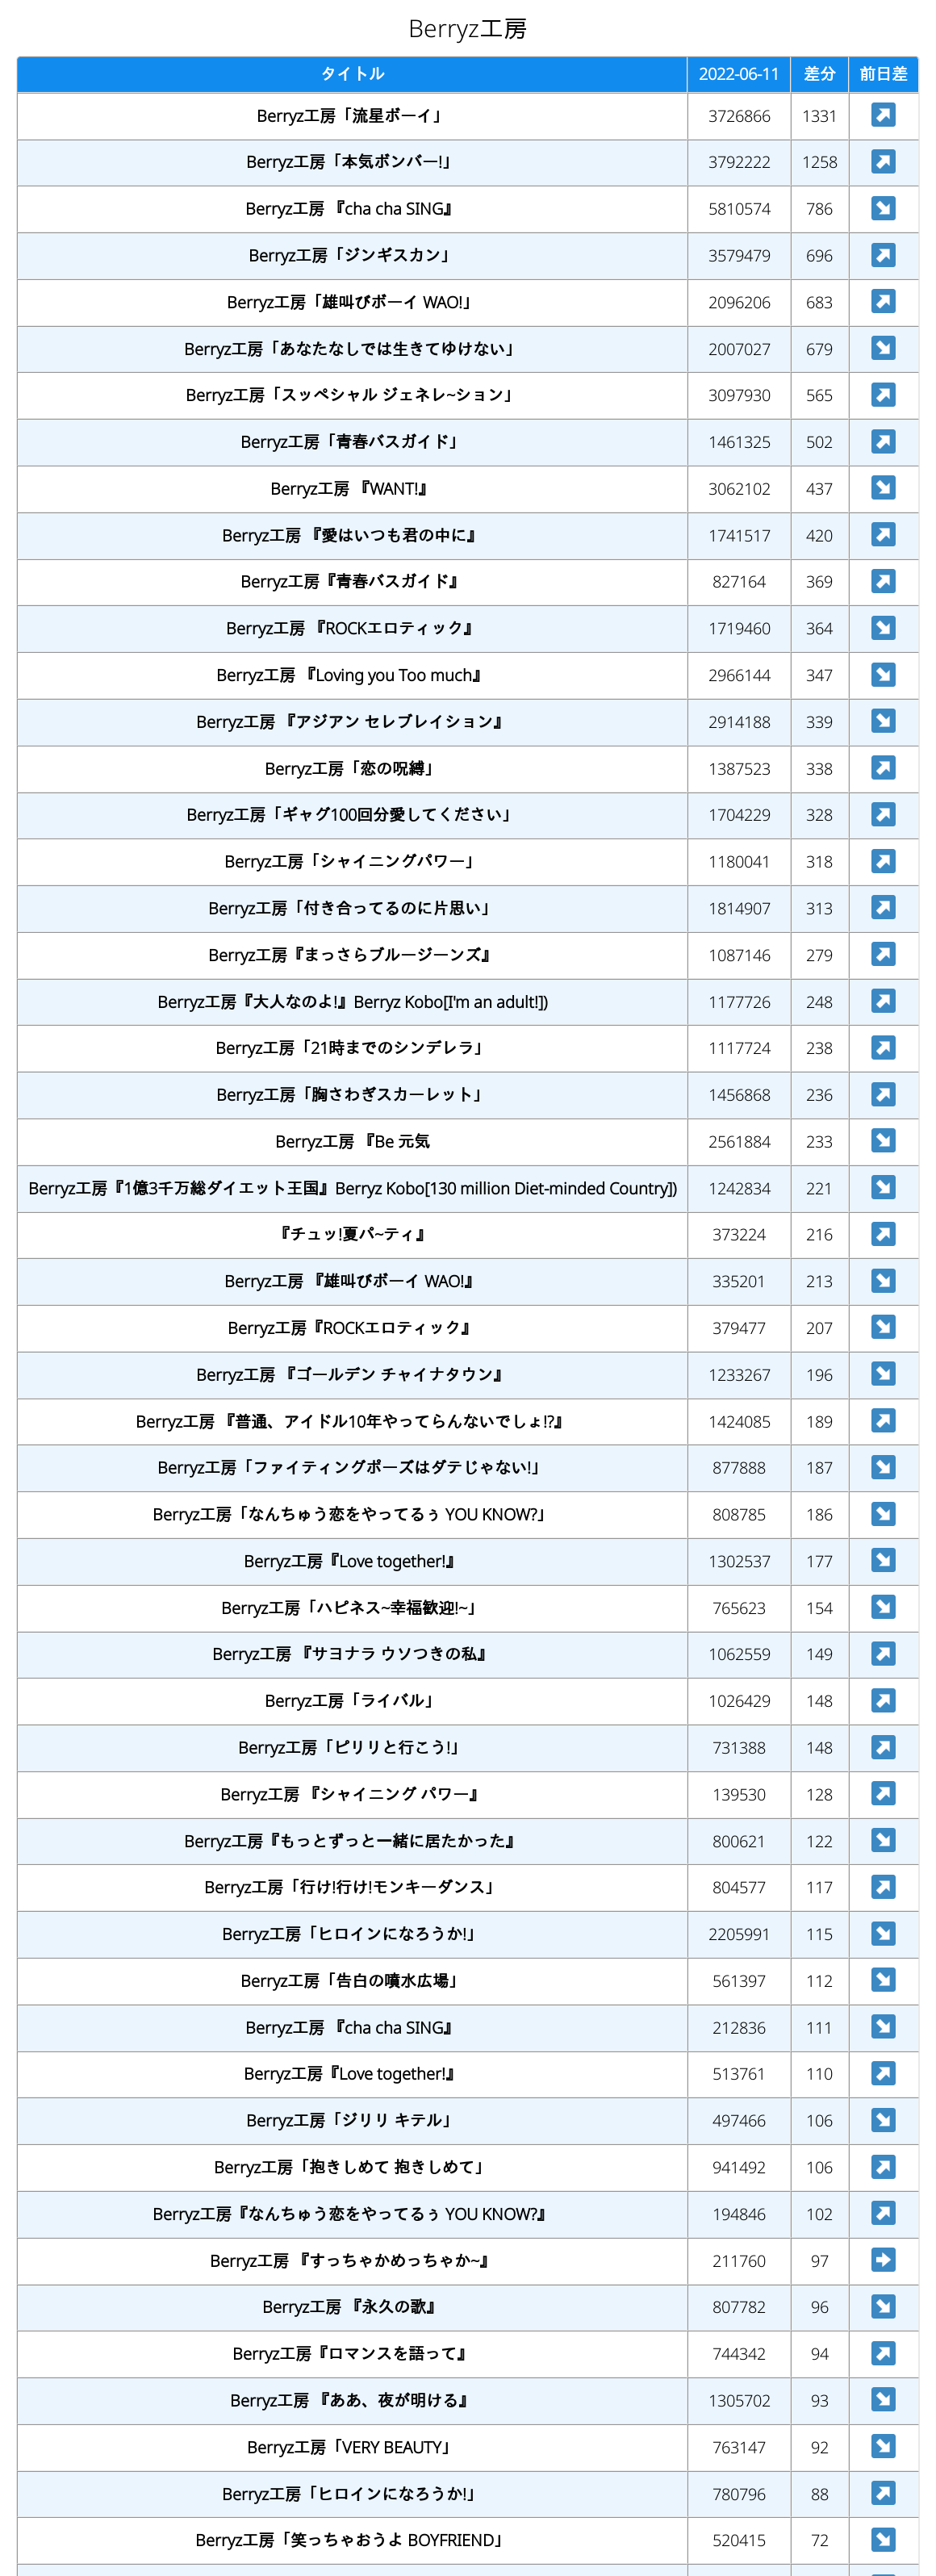 Berryz工房
タイトル 2022-06-11 差分 前日差
Berryz工房「流星ボーイ」 3726866 1331
Berryz工房「本気ボンバー!」 3792222 1258
Berryz工房 『cha cha SING』 5810574 786
Berryz工房「ジンギスカン」 3579479 696
Berryz工房「雄叫びボーイ WAO!」 2096206 683
Berryz工房「あなたなしでは生きてゆけない」 2007027 679
Berryz工房「スッペシャル ジェネレ~ション」 3097930 565
Berryz工房「青春バスガイド」 1461325 502
Berryz工房 『WANT!』 3062102 437
Berryz工房 『愛はいつも君の中に』 1741517 420
Berryz工房『青春バスガイド』 827164 369
Berryz工房 『ROCKエロティック』 1719460 364
Berryz工房 『Loving you Too much』 2966144 347
Berryz工房 『アジアン セレブレイション』 2914188 339
Berryz工房「恋の呪縛」 1387523 338
Berryz工房「ギャグ100回分愛してください」 1704229 328
Berryz工房「シャイニングパワー」 1180041 318
Berryz工房「付き合ってるのに片思い」 1814907 313
Berryz工房『まっさらブルージーンズ』 1087146 279
Berryz工房『大人なのよ!』Berryz Kobo[I'm an adult!]) 1177726 248
Berryz工房「21時までのシンデレラ」 1117724 238
Berryz工房「胸さわぎスカーレット」 1456868 236
Berryz工房 『Be 元気 2561884 233
Berryz工房『1億3千万総ダイエット王国』Berryz Kobo[130 million Diet-minded Country]) 1242834 221
『チュッ!夏パ~ティ』 373224 216
Berryz工房 『雄叫びボーイ WAO!』 335201 213
Berryz工房『ROCKエロティック』 379477 207
Berryz工房 『ゴールデン チャイナタウン』 1233267 196
Berryz工房 『普通、アイドル10年やってらんないでしょ!?』 1424085 189
Berryz工房「ファイティングポーズはダテじゃない!」 877888 187
Berryz工房「なんちゅう恋をやってるぅ YOU KNOW?」 808785 186
Berryz工房『Love together!』 1302537 177
Berryz工房「ハピネス~幸福歓迎!~」 765623 154
Berryz工房 『サヨナラ ウソつきの私』 1062559 149
Berryz工房「ライバル」 1026429 148
Berryz工房「ピリリと行こう!」 731388 148
Berryz工房 『シャイニング パワー』 139530 128
Berryz工房『もっとずっと一緒に居たかった』 800621 122
Berryz工房「行け!行け!モンキーダンス」 804577 117
Berryz工房「ヒロインになろうか!」 2205991 115
Berryz工房「告白の噴水広場」 561397 112
Berryz工房 『cha cha SING』 212836 111
Berryz工房『Love together!』 513761 110
Berryz工房「ジリリ キテル」 497466 106
Berryz工房「抱きしめて 抱きしめて」 941492 106
Berryz工房『なんちゅう恋をやってるぅ YOU KNOW?』 194846 102
Berryz工房 『すっちゃかめっちゃか~』 211760 97
Berryz工房 『永久の歌』 807782 96
Berryz工房『ロマンスを語って』 744342 94
Berryz工房 『ああ、夜が明ける』 1305702 93
Berryz工房「VERY BEAUTY」 763147 92
Berryz工房「ヒロインになろうか!」 780796 88
Berryz工房「笑っちゃおうよ BOYFRIEND」 520415 72